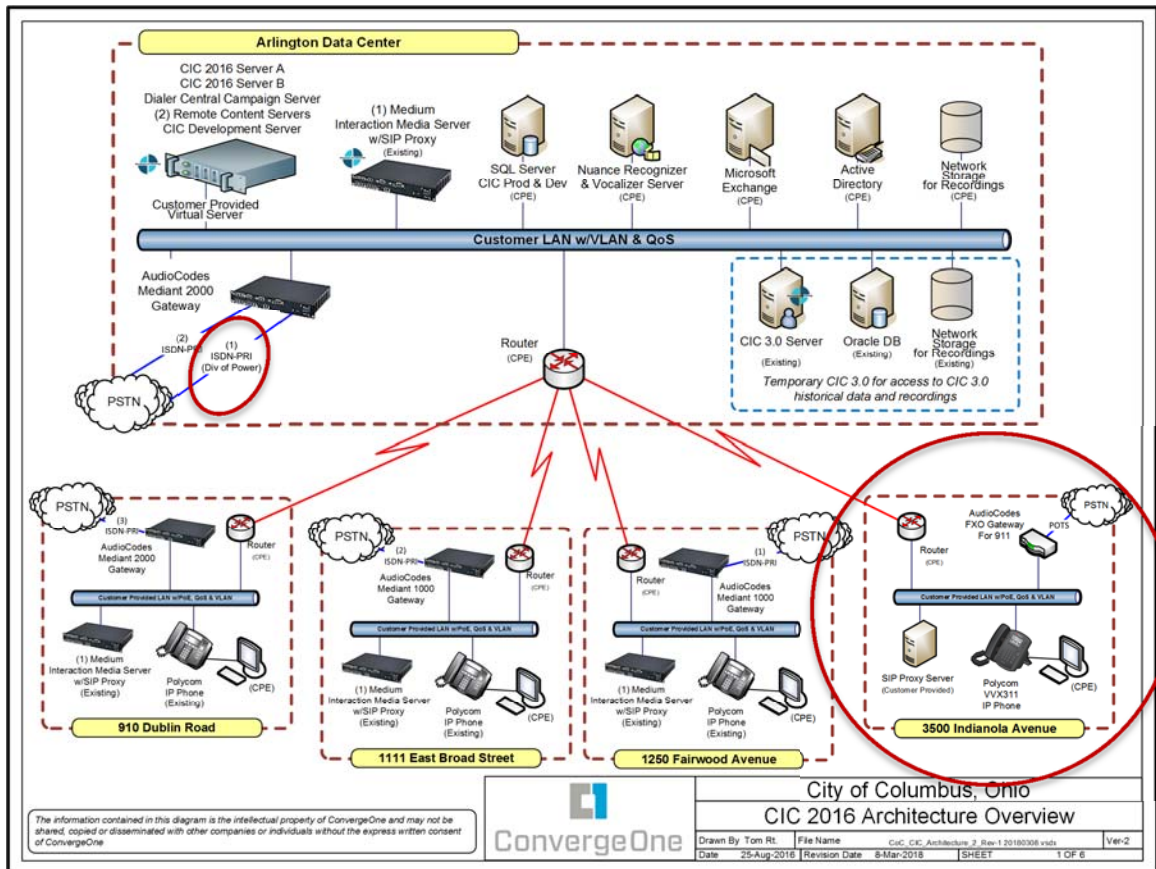 Arlington Data Center
CIC 2016 Server A
CIC 2016 Server B
Dialer Central Campaign Server
(2) Remote Content Servers
CIC Development Server
Customer Provided
Virtual Server
(1) Medium
Interaction Media Server
w/SIP Proxy
(Existing)
SQL Server
CIC Prod & Dev
(CPE)
Nuance Recognizer
& Vocalizer Server
(CPE)
Microsoft
Exchange
(CPE)
Active
Directory
(CPE)
Network
Storage
for Recordings
(CPE)
Customer LAN w/VLAN & QoS
AudioCodes
Mediant 2000
Gateway
(2)
ISDN-PRI
(1)
ISDN-PRI
(Div of Power)
PSTN
Router
(CPE)
CIC 3.0 Server
(Existing)
Oracle DB
(Existing)
Network
Storage
for Recordings
(Existing)
Temporary CIC 3.0 for access to CIC 3.0
historical data and recordings
PSTN
(3)
ISDN-PRI
AudioCodes
Mediant 2000
Gateway
Router
(CPE)
Customer Provided LAN w/PoE, QoS & VLAN
(1) Medium
Interaction Media Server
w/SIP Proxy
(Existing)
Polycom
IP Phone
(Existing)
(CPE)
910 Dublin Road
PSTN
(2)
ISDN-PRI
AudioCodes
Mediant 1000
Gateway
Router
(CPE)
Customer Provided LAN w/PoE, QoS & VLAN
(1) Medium
Interaction Media Server
w/SIP Proxy
(Existing)
Polycom
IP Phone
(Existing)
(CPE)
1111 East Broad Street
PSTN
(1)
ISDN-PRI
Router
(CPE)
AudioCodes
Mediant 1000
Gateway
Customer Provided LAN w/PoE, QoS & VLAN
(1) Medium
Interaction Media Server
w/SIP Proxy
(Existing)
Polycom
IP Phone
(Existing)
(CPE)
1250 Fairwood Avenue
PSTN
POTS
AudioCodes
FXO Gateway
For 911
Router
(CPE)
Customer Provided LAN w/PoE, QoS & VLAN
SIP Proxy Server
(Customer Provided)
Polycom
VVX311
IP Phone
(CPE)
3500 Indianola Avenue
The information contained in this diagram is the intellectual property of ConvergeOne and may not be
shared, copied or disseminated with other companies or individuals without the express written consent
of ConvergeOne
ConvergeOne
City of Columbus, Ohio
CIC 2016 Architecture Overview
Drawn By Tom Rt. File Name CoC_CIC_Architecture_2_Rev-1 20180308.vsdx Ver-2
Date 25-Aug-2016 Revision Date 8-Mar-2018 SHEET 1 OF 6